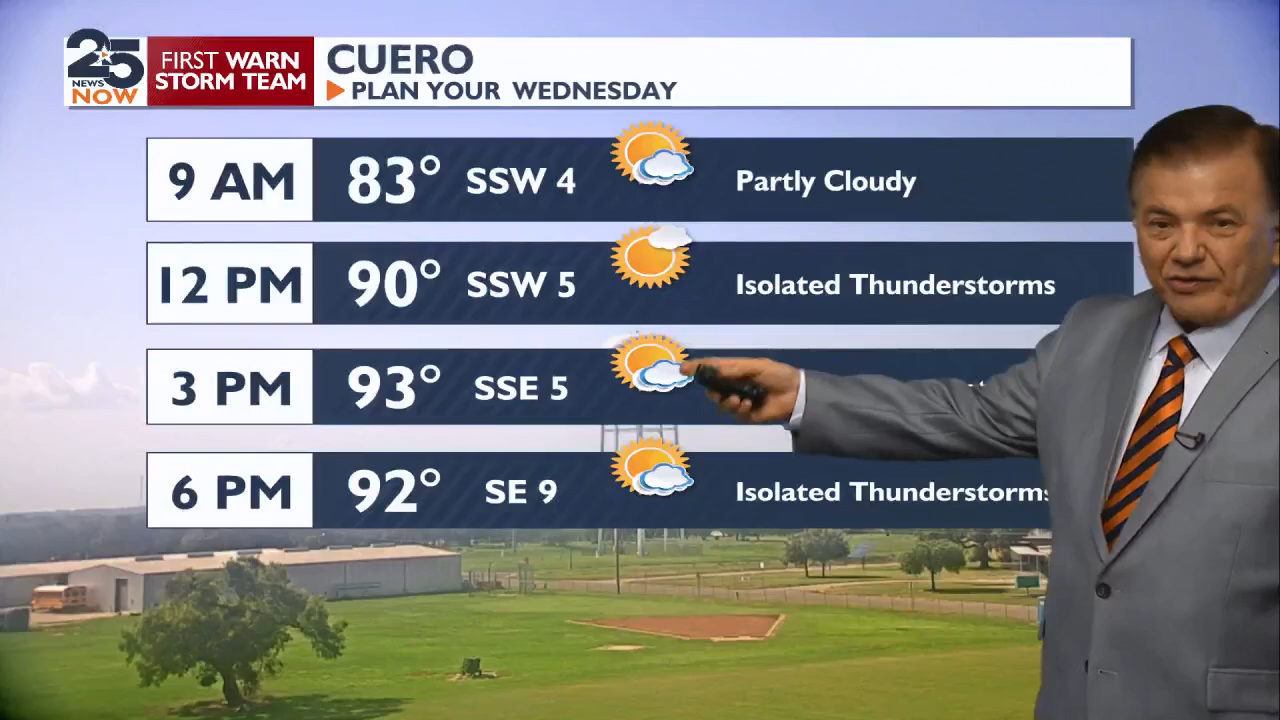 25
NEWS
NOW
FIRST WARN
STORM TEAM
CUERO
PLAN YOUR WEDNESDAY
9 AM 83° SSW 4 Partly Cloudy
12 PM 90° SSW 5 Isolated Thunderstorms
3 PM 93° SSE 5
6 PM 92° SE 9 Isolated Thunderstorms